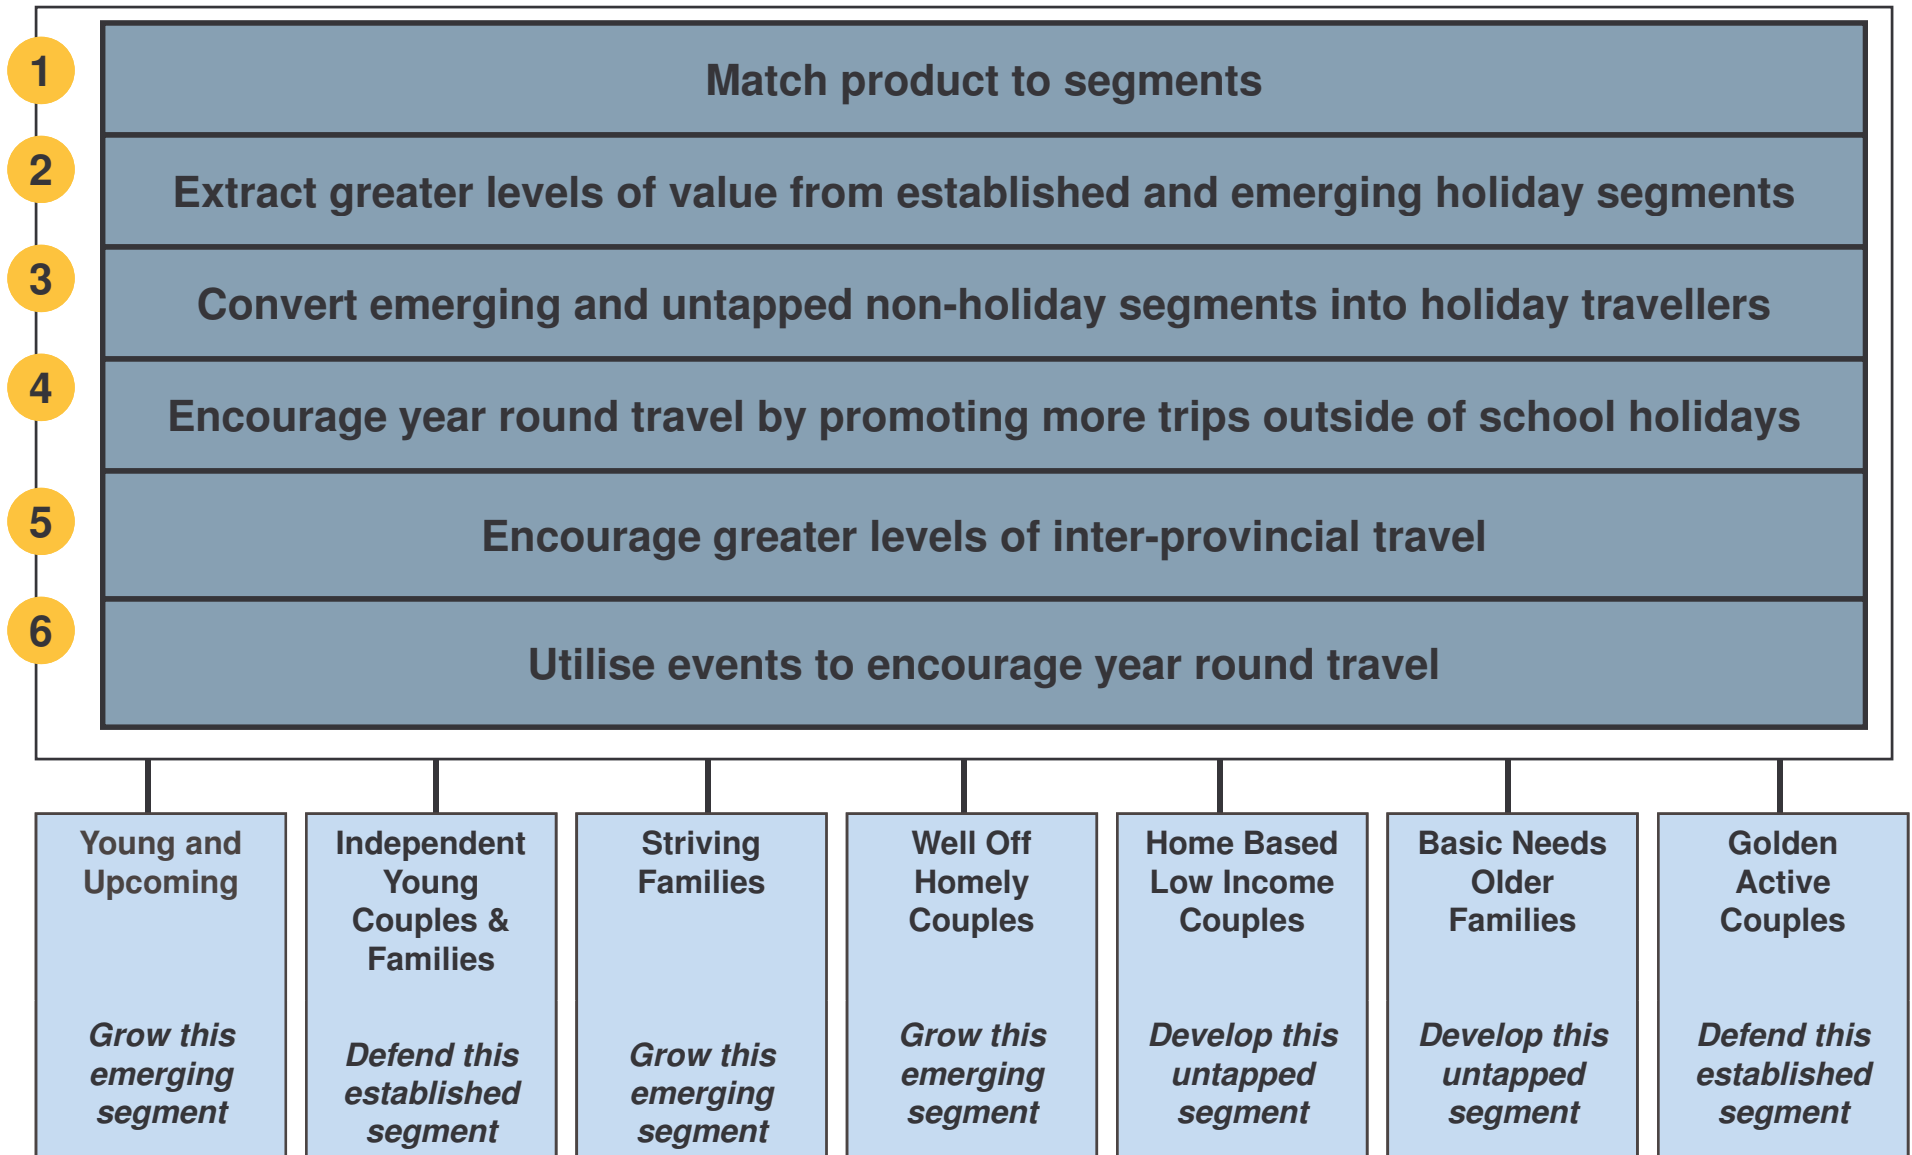 1
Match product to segments
2
Extract greater levels of value from established and emerging holiday segments
3
Convert emerging and untapped non-holiday segments into holiday travellers
4
Encourage year round travel by promoting more trips outside of school holidays
5
Encourage greater levels of inter-provincial travel
6
Utilise events to encourage year round travel
Young and
Upcoming
Grow this
emerging
segment
Independent
Young
Couples &
Families
Defend this
established
segment
Striving
Families
Grow this
emerging
segment
Well Off
Homely
Couples
Grow this
emerging
segment
Home Based
Low Income
Couples
Develop this
untapped
segment
Basic Needs
Older
Families
Develop this
untapped
segment
Golden
Active
Couples
Defend this
established
segment